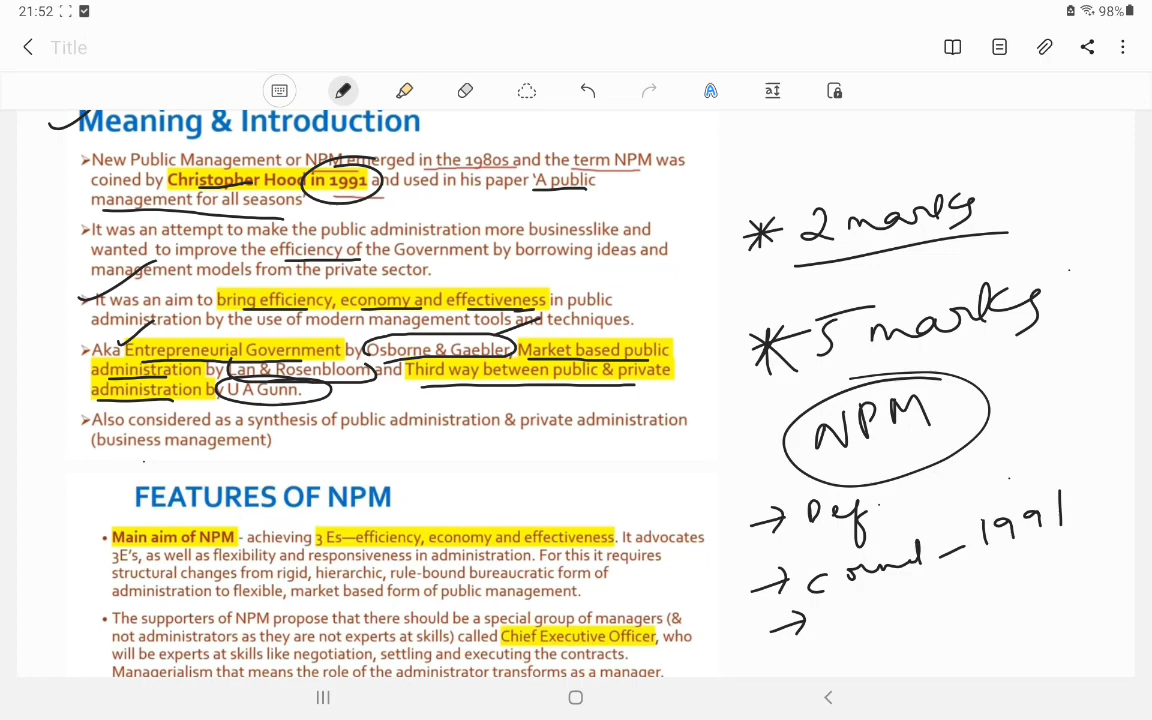 21:52
98%
Title
Meaning & Introduction
➢New Public Management or NPM emerged in the 1980s and the term NPM was
coined by Christopher Hood in 1991 and used in his paper ‘A public
management for all seasons’
➢It was an attempt to make the public administration more businesslike and
wanted to improve the efficiency of the Government by borrowing ideas and
management models from the private sector.
➢It was an aim to bring efficiency, economy and effectiveness in public
administration by the use of modern management tools and techniques.
➢Aka Entrepreneurial Government by Osborne & Gaebler, Market based public
administration by Lan & Rosenbloom and Third way between public & private
administration by U A Gunn.
➢Also considered as a synthesis of public administration & private administration
(business management)
FEATURES OF NPM
• Main aim of NPM - achieving 3 Es—efficiency, economy and effectiveness. It advocates
3E's, as well as flexibility and responsiveness in administration. For this it requires
structural changes from rigid, hierarchic, rule-bound bureaucratic form of
administration to flexible, market based form of public management.
• The supporters of NPM propose that there should be a special group of managers (&
not administrators as they are not experts at skills) called Chief Executive Officer, who
will be experts at skills like negotiation, settling and executing the contracts.
Managerialism that means the role of the administrator transforms as a manager.
* 2 marks
* 5 marks
NPM
→ Def
→ - 1991
→